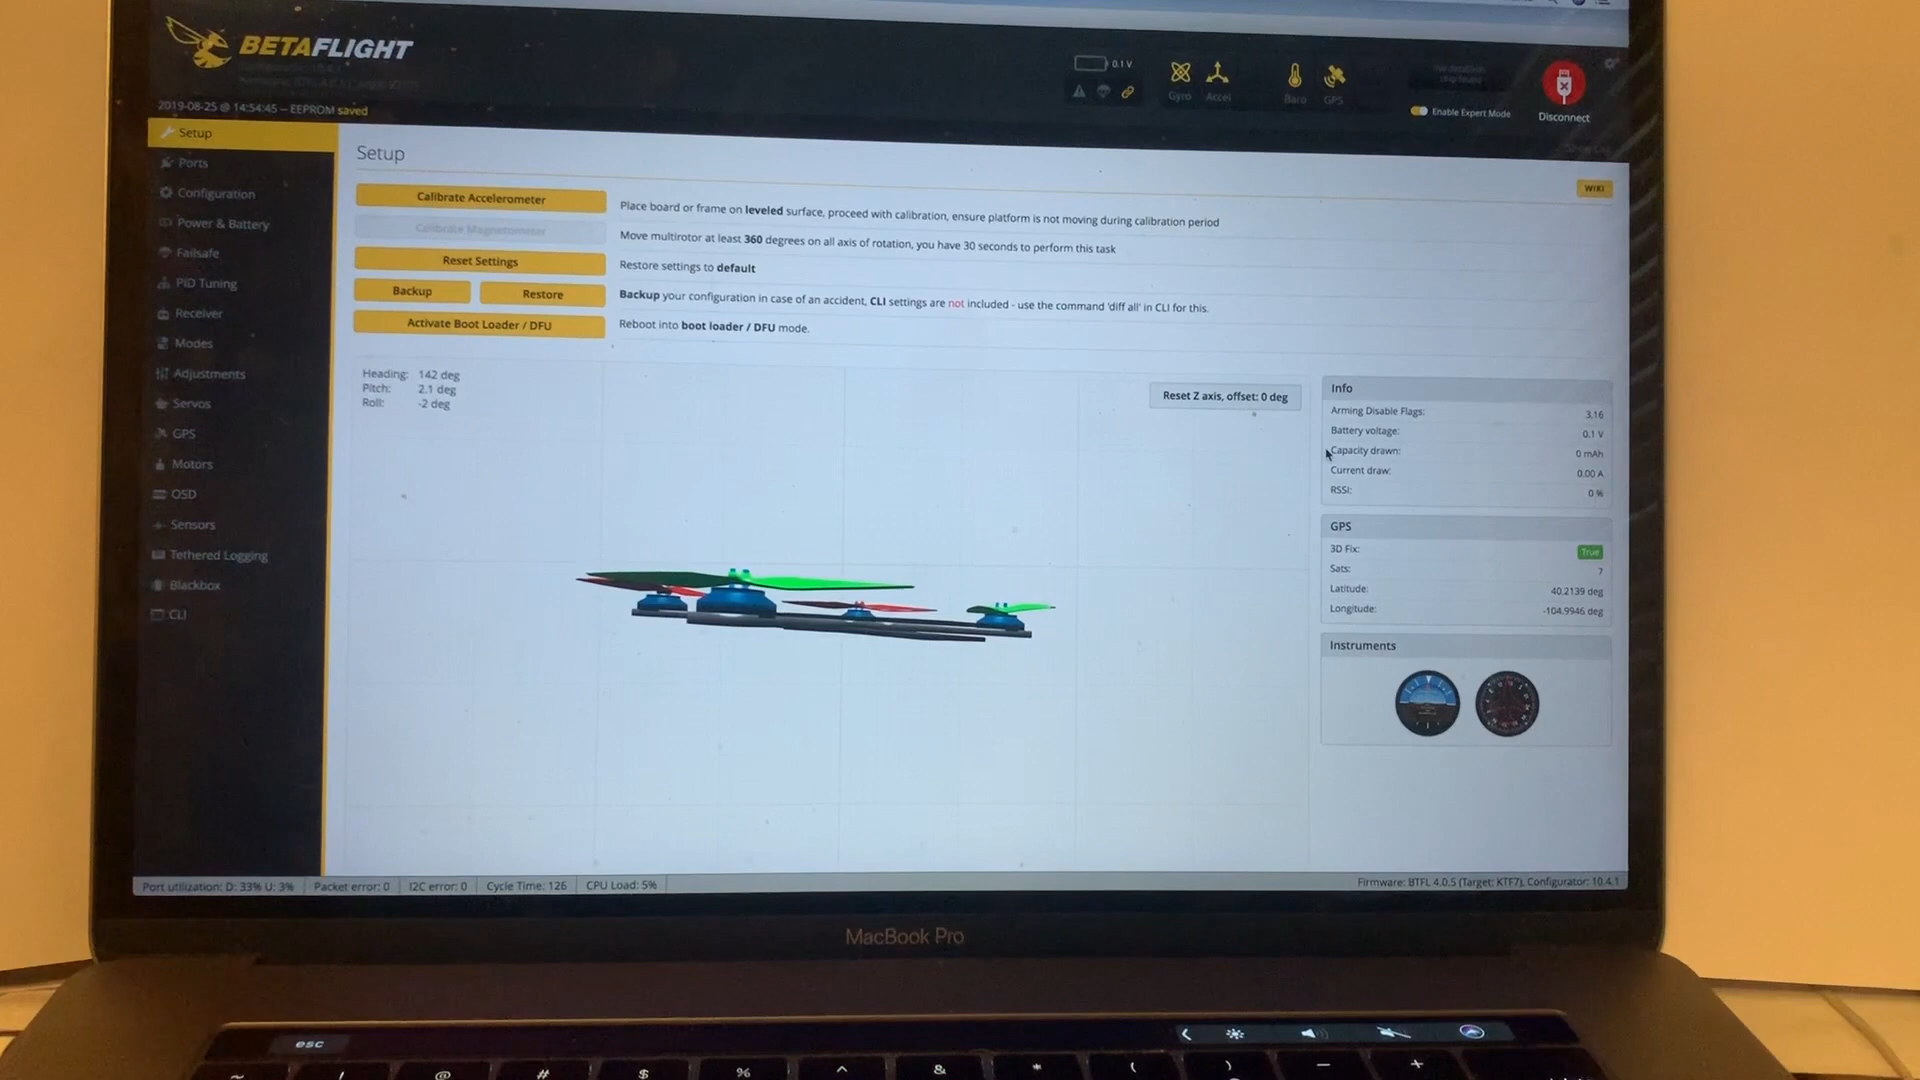 BETAFLIGHT
0.1 V
Gyro Accel Baro GPS
Enable Expert Mode
Disconnect
2019-08-25 @ 14:54:45 -- EEPROM saved
Setup
Ports
Configuration
Power & Battery
Failsafe
PID Tuning
Receiver
Modes
Adjustments
Servos
GPS
Motors
OSD
Sensors
Tethered Logging
Blackbox
CLI
Setup
WIKI
Calibrate Accelerometer
Place board or frame on leveled surface, proceed with calibration, ensure platform is not moving during calibration period
Calibrate Magnetometer
Move multirotor at least 360 degrees on all axis of rotation, you have 30 seconds to perform this task
Reset Settings
Restore settings to default
Backup Restore
Backup your configuration in case of an accident, CLI settings are not included - use the command 'diff all' in CLI for this.
Activate Boot Loader / DFU
Reboot into boot loader / DFU mode.
Heading: 142 deg
Pitch: 2.1 deg
Roll: -2 deg
Reset Z axis, offset: 0 deg
Info
Arming Disable Flags: 3,16
Battery voltage: 0.1 V
Capacity drawn: 0 mAh
Current draw: 0.00 A
RSSI: 0 %
GPS
3D Fix: True
Sats: 7
Latitude: 40.2139 deg
Longitude: -104.9946 deg
Instruments
Port utilization: D: 33% U: 3% Packet error: 0 I2C error: 0 Cycle Time: 126 CPU Load: 5%
Firmware: BTFL 4.0.5 (Target: KTF7), Configurator: 10.4.1
MacBook Pro
esc
~ ! @ # $ % ^ & * ( ) — +